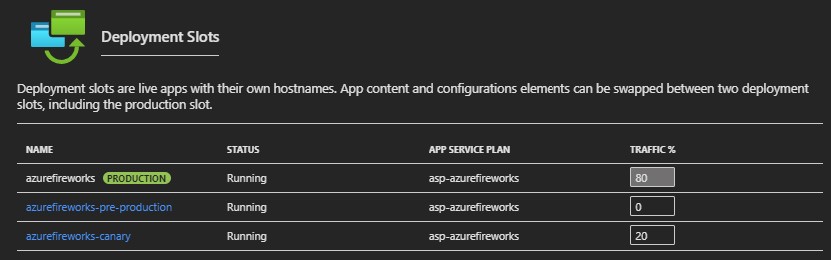 Deployment Slots
Deployment slots are live apps with their own hostnames. App content and configurations elements can be swapped between two deployment
slots, including the production slot.
NAME STATUS APP SERVICE PLAN TRAFFIC %
azurefireworks PRODUCTION Running asp-azurefireworks 80
azurefireworks-pre-production Running asp-azurefireworks 0
azurefireworks-canary Running asp-azurefireworks 20